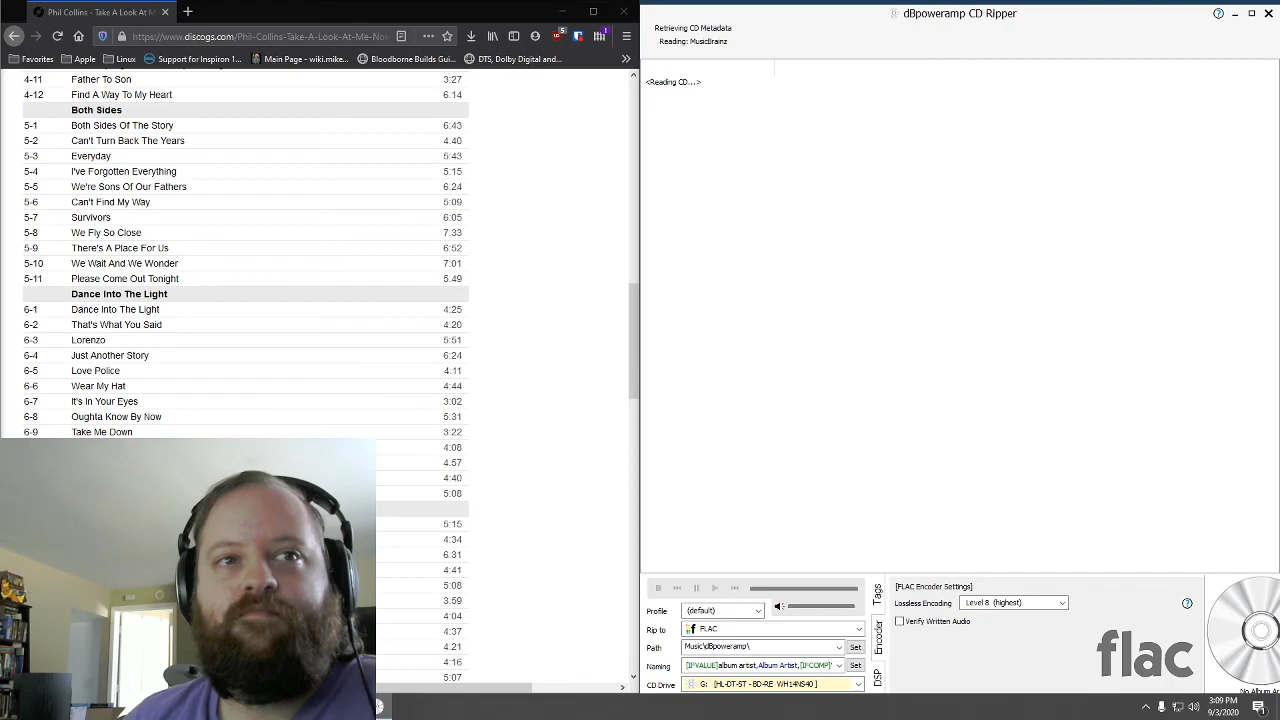 Phil Collins - Take A Look At M
https://www.discogs.com/Phil-Collins-Take-A-Look-At-Me-Now
Favorites
Apple
Linux
Support for Inspiron 1
Main Page - wiki.mike...
Bloodborne Builds Gui...
DTS, Dolby Digital and...
4-11 Father To Son 3:27
4-12 Find A Way To My Heart 6:14
Both Sides
5-1 Both Sides Of The Story 6:43
5-2 Can't Turn Back The Years 4:40
5-3 Everyday 5:43
5-4 I've Forgotten Everything 5:15
5-5 We're Sons Of Our Fathers 6:24
5-6 Can't Find My Way 5:09
5-7 Survivors 6:05
5-8 We Fly So Close 7:33
5-9 There's A Place For Us 6:52
5-10 We Wait And We Wonder 7:01
5-11 Please Come Out Tonight 5:49
Dance Into The Light
6-1 Dance Into The Light 4:25
6-2 That's What You Said 4:20
6-3 Lorenzo 5:51
6-4 Just Another Story 6:24
6-5 Love Police 4:11
6-6 Wear My Hat 4:44
6-7 It's In Your Eyes 3:02
6-8 Oughta Know By Now 5:31
6-9 Take Me Down 3:22
4:08
4:57
4:40
5:08
5:15
4:34
6:31
4:41
5:08
3:59
4:04
4:37
4:21
4:16
5:07
dBpoweramp CD Ripper
Retrieving CD Metadata
Reading: MusicBrainz
<Reading CD...>
Profile (default)
Rip to FLAC
Path Music\dBpoweramp\ Set
Naming [IFVALUE]album artist,Album Artist,[IFCOMP]' Set
CD Drive G: [HL-DT-ST - BD-RE WH14NS40 ]
Tags
Encoder
DSP
[FLAC Encoder Settings]
Lossless Encoding Level 8 (highest)
Verify Written Audio
flac
No Album Ar
3:09 PM
9/3/2020
1